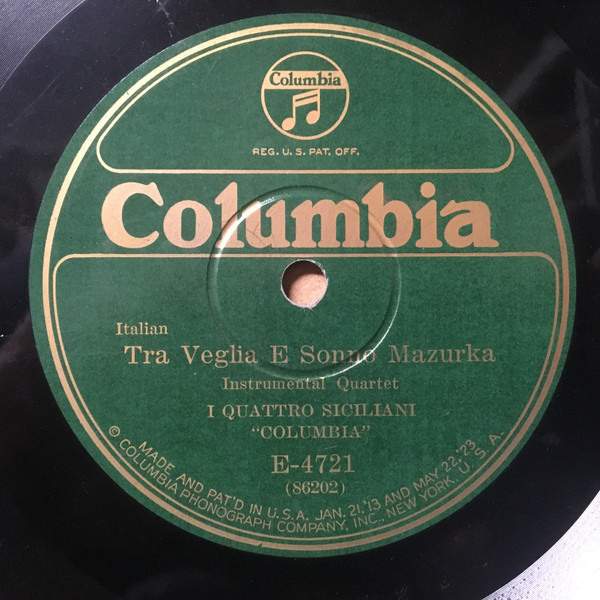 Columbia
REG. U. S. PAT. OFF.
Columbia
Italian
Tra Veglia E Sonno Mazurka
Instrumental Quartet
I QUATTRO SICILIANI
"COLUMBIA"
E-4721
(86202)
MADE AND PAT'D IN U.S.A. JAN. 21.'13 AND MAY 22.'23
© COLUMBIA PHONOGRAPH COMPANY, INC., NEW YORK, U. S. A.